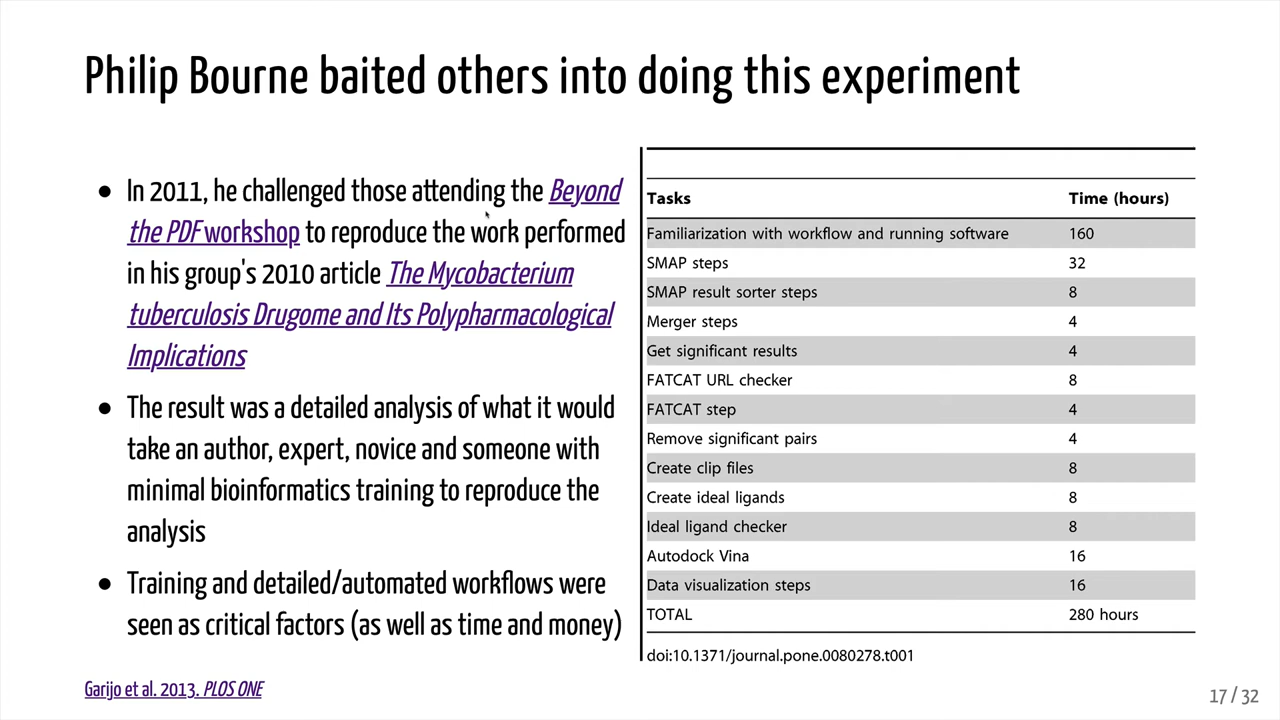 Philip Bourne baited others into doing this experiment
• In 2011, he challenged those attending the Beyond
the PDF workshop to reproduce the work performed
in his group's 2010 article The Mycobacterium
tuberculosis Drugome and Its Polypharmacological
Implications
• The result was a detailed analysis of what it would
take an author, expert, novice and someone with
minimal bioinformatics training to reproduce the
analysis
• Training and detailed/automated workflows were
seen as critical factors (as well as time and money)
Tasks Time (hours)
Familiarization with workflow and running software 160
SMAP steps 32
SMAP result sorter steps 8
Merger steps 4
Get significant results 4
FATCAT URL checker 8
FATCAT step 4
Remove significant pairs 4
Create clip files 8
Create ideal ligands 8
Ideal ligand checker 8
Autodock Vina 16
Data visualization steps 16
TOTAL 280 hours
doi:10.1371/journal.pone.0080278.t001
Garijo et al. 2013. PLOS ONE
17 / 32